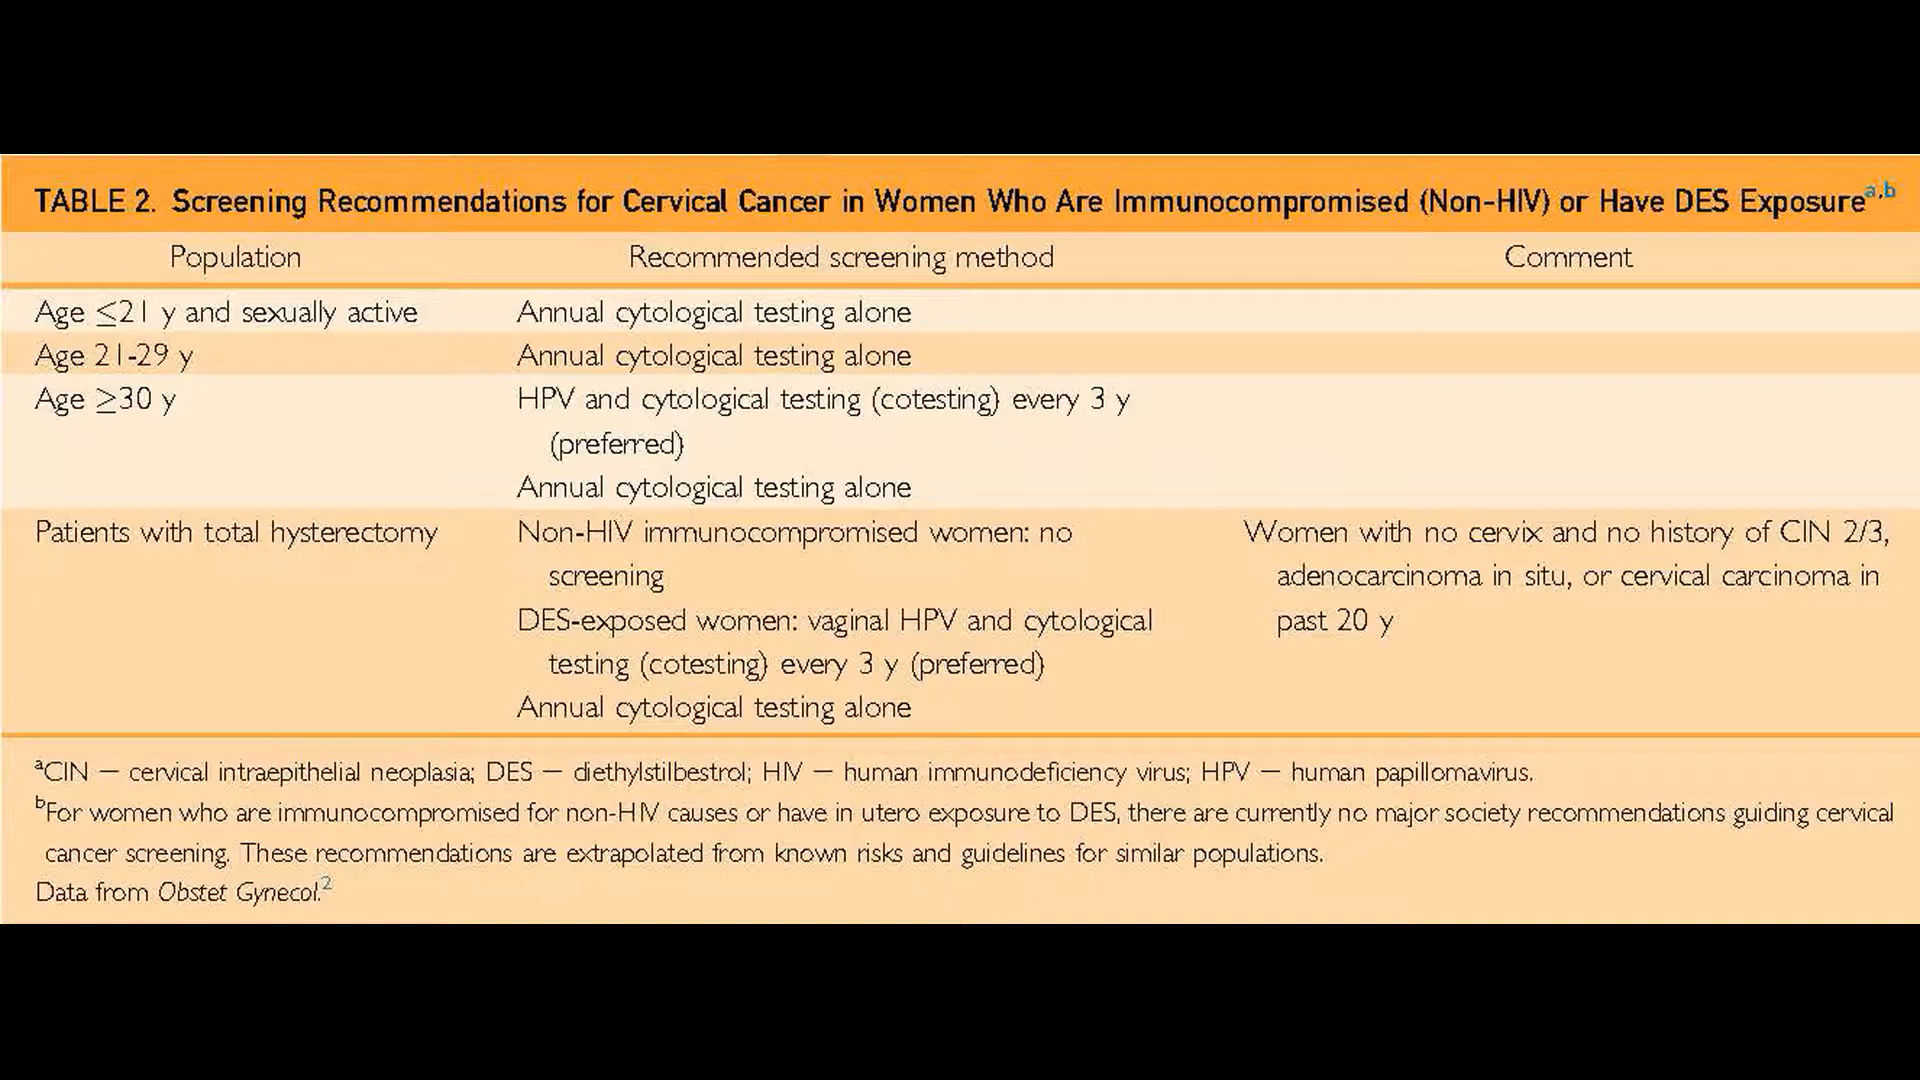 TABLE 2. Screening Recommendations for Cervical Cancer in Women Who Are Immunocompromised (Non-HIV) or Have DES Exposure a,b
Population Recommended screening method Comment
Age ≤21 y and sexually active Annual cytological testing alone
Age 21-29 y Annual cytological testing alone
Age ≥30 y HPV and cytological testing (cotesting) every 3 y
(preferred)
Annual cytological testing alone
Patients with total hysterectomy Non-HIV immunocompromised women: no Women with no cervix and no history of CIN 2/3,
screening adenocarcinoma in situ, or cervical carcinoma in
DES-exposed women: vaginal HPV and cytological past 20 y
testing (cotesting) every 3 y (preferred)
Annual cytological testing alone
a CIN — cervical intraepithelial neoplasia; DES — diethylstilbestrol; HIV — human immunodeficiency virus; HPV — human papillomavirus.
b For women who are immunocompromised for non-HIV causes or have in utero exposure to DES, there are currently no major society recommendations guiding cervical
cancer screening. These recommendations are extrapolated from known risks and guidelines for similar populations.
Data from Obstet Gynecol.2